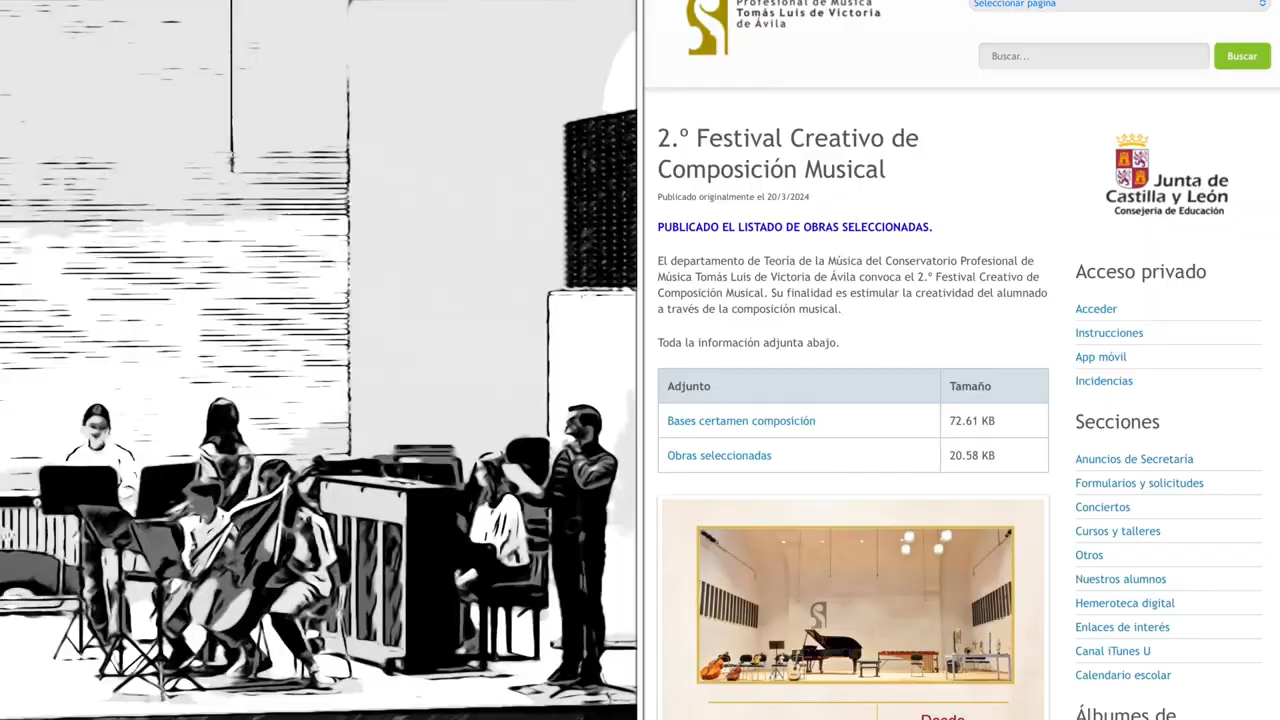 Profesional de Música
Tomás Luis de Victoria
de Ávila
Seleccionar página
Buscar...
Buscar
2.º Festival Creativo de
Composición Musical
Publicado originalmente el 20/3/2024
PUBLICADO EL LISTADO DE OBRAS SELECCIONADAS.
El departamento de Teoría de la Música del Conservatorio Profesional de
Música Tomás Luis de Victoria de Ávila convoca el 2.º Festival Creativo de
Composición Musical. Su finalidad es estimular la creatividad del alumnado
a través de la composición musical.
Toda la información adjunta abajo.
Adjunto
Tamaño
Bases certamen composición
72.61 KB
Obras seleccionadas
20.58 KB
Desde
Junta de
Castilla y León
Consejería de Educación
Acceso privado
Acceder
Instrucciones
App móvil
Incidencias
Secciones
Anuncios de Secretaría
Formularios y solicitudes
Conciertos
Cursos y talleres
Otros
Nuestros alumnos
Hemeroteca digital
Enlaces de interés
Canal iTunes U
Calendario escolar
Álbumes de